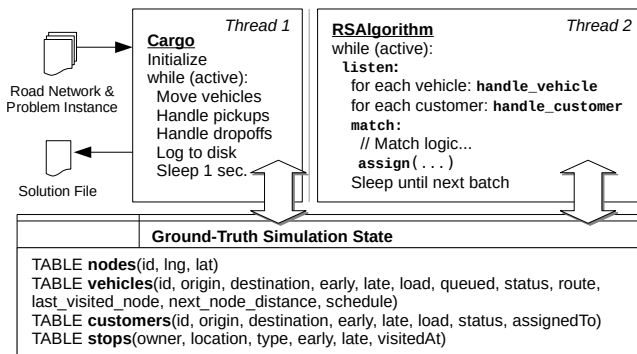 Thread 1
Cargo
Initialize
while (active):
Move vehicles
Handle pickups
Handle dropoffs
Log to disk
Sleep 1 sec.
Road Network &
Problem Instance
Solution File
Thread 2
RSAlgorithm
while (active):
listen:
for each vehicle: handle_vehicle
for each customer: handle_customer
match:
// Match logic...
assign(...)
Sleep until next batch
Ground-Truth Simulation State
TABLE nodes(id, lng, lat)
TABLE vehicles(id, origin, destination, early, late, load, queued, status, route,
last_visited_node, next_node_distance, schedule)
TABLE customers(id, origin, destination, early, late, load, status, assignedTo)
TABLE stops(owner, location, type, early, late, visitedAt)